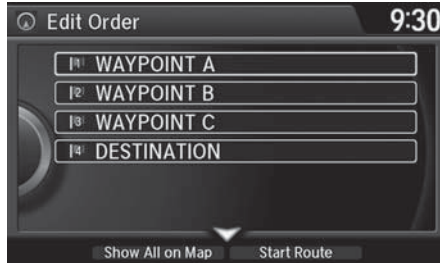 Edit Order 9:30
1 WAYPOINT A
2 WAYPOINT B
3 WAYPOINT C
4 DESTINATION
Show All on Map Start Route